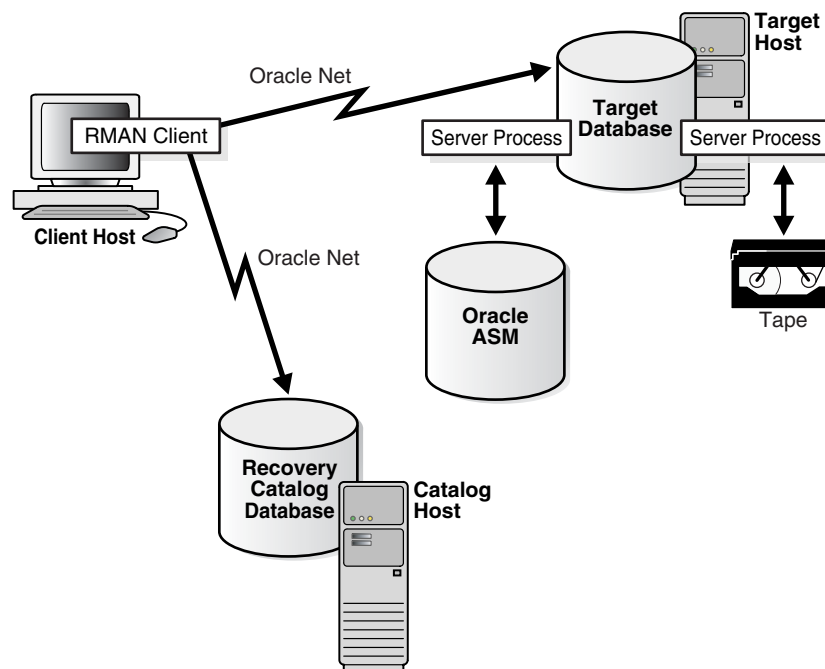 Target
Host
Oracle Net
Target
Database
RMAN Client
Server Process
Server Process
Client Host
Oracle Net
Oracle
ASM
Tape
Recovery
Catalog
Database
Catalog
Host